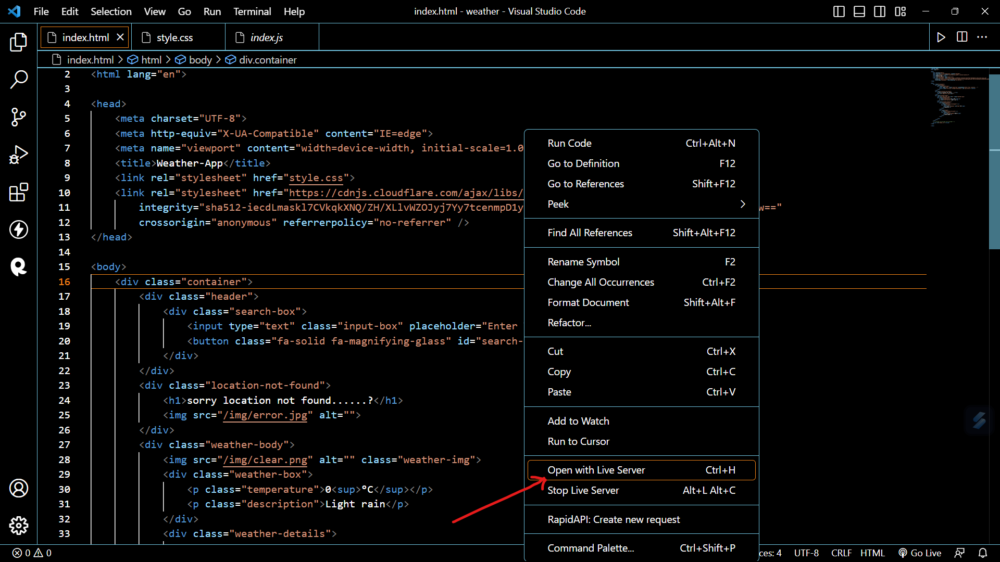 File Edit Selection View Go Run Terminal Help
index.html - weather - Visual Studio Code
index.html style.css index.js
index.html > html > body > div.container
2 <html lang="en">
3
4 <head>
5 <meta charset="UTF-8">
6 <meta http-equiv="X-UA-Compatible" content="IE=edge">
7 <meta name="viewport" content="width=device-width, initial-scale=1.0
8 <title>Weather-App</title>
9 <link rel="stylesheet" href="style.css">
10 <link rel="stylesheet" href="https://cdnjs.cloudflare.com/ajax/libs/
11 integrity="sha512-iecdLmaskl7CVkqkXNQ/ZH/XLlvWZOJyj7Yy7tcenmpD1y w=="
12 crossorigin="anonymous" referrerpolicy="no-referrer" />
13 </head>
14
15 <body>
16 <div class="container">
17 <div class="header">
18 <div class="search-box">
19 <input type="text" class="input-box" placeholder="Enter
20 <button class="fa-solid fa-magnifying-glass" id="search-
21 </div>
22 </div>
23 <div class="location-not-found">
24 <h1>sorry location not found......?</h1>
25 <img src="/img/error.jpg" alt="">
26 </div>
27 <div class="weather-body">
28 <img src="/img/clear.png" alt="" class="weather-img">
29 <div class="weather-box">
30 <p class="temperature">0<sup>°C</sup></p>
31 <p class="description">Light rain</p>
32 </div>
33 <div class="weather-details">
Run Code Ctrl+Alt+N
Go to Definition F12
Go to References Shift+F12
Peek
Find All References Shift+Alt+F12
Rename Symbol F2
Change All Occurrences Ctrl+F2
Format Document Shift+Alt+F
Refactor...
Cut Ctrl+X
Copy Ctrl+C
Paste Ctrl+V
Add to Watch
Run to Cursor
Open with Live Server Ctrl+H
Stop Live Server Alt+L Alt+C
RapidAPI: Create new request
Command Palette... Ctrl+Shift+P
0 0 ces: 4 UTF-8 CRLF HTML Go Live